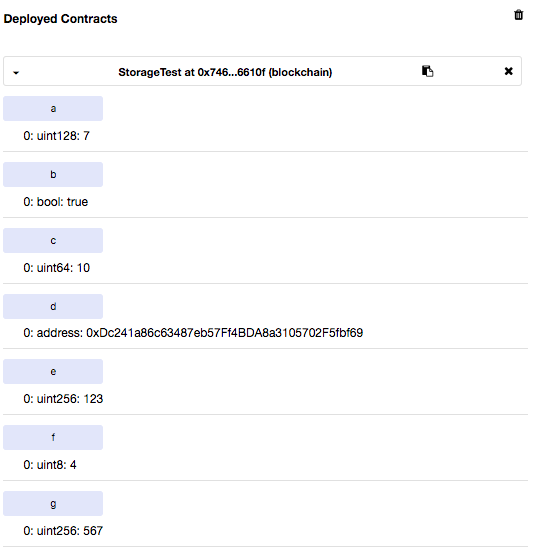 Deployed Contracts
StorageTest at 0x746...6610f (blockchain)
a
0: uint128: 7
b
0: bool: true
c
0: uint64: 10
d
0: address: 0xDc241a86c63487eb57Ff4BDA8a3105702F5fbf69
e
0: uint256: 123
f
0: uint8: 4
g
0: uint256: 567